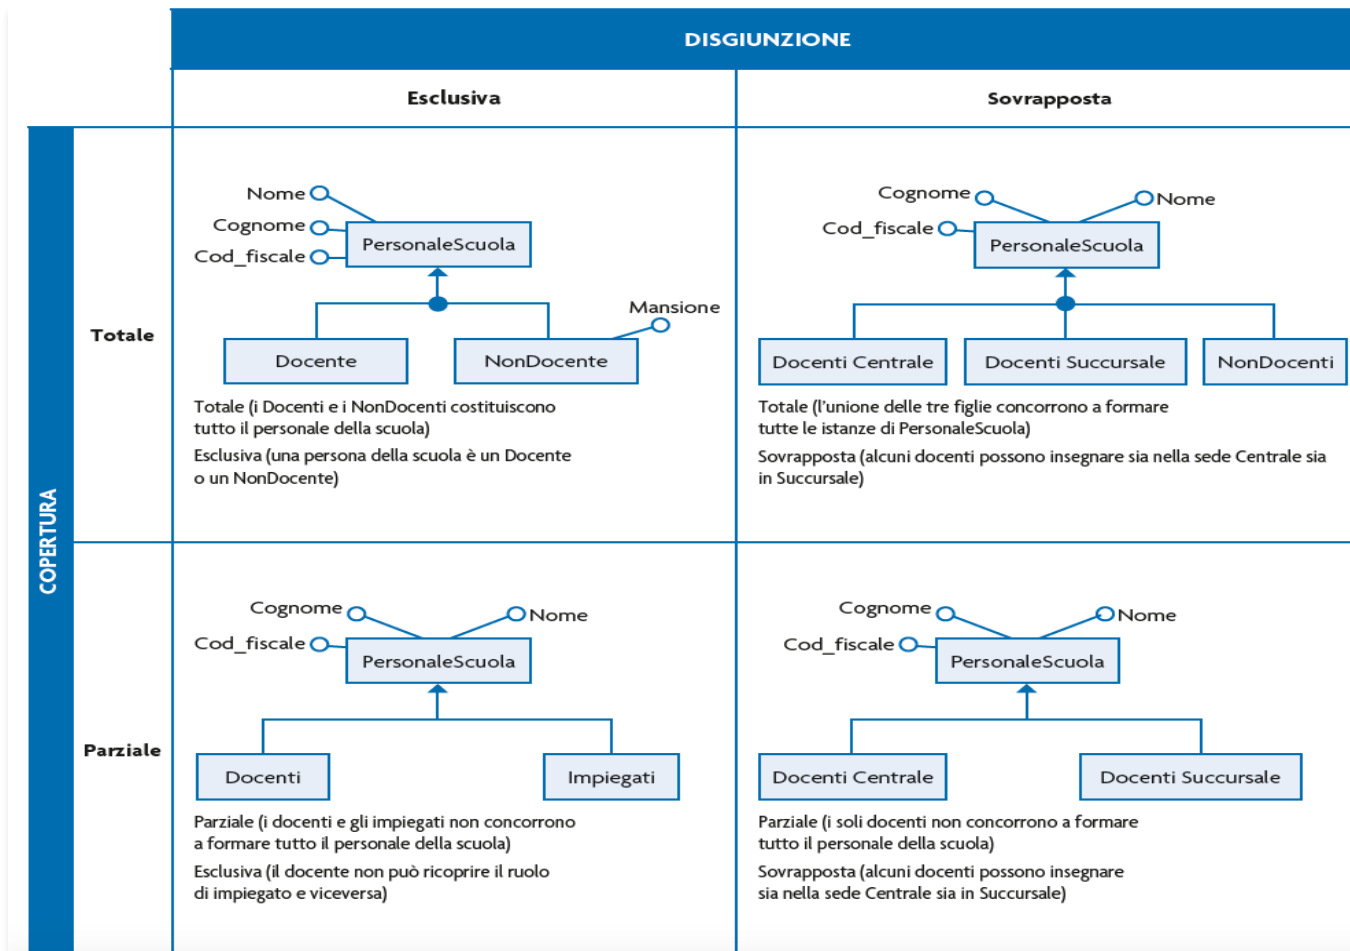 DISGIUNZIONE
Esclusiva
Sovrapposta
COPERTURA
Totale
Nome
Cognome
Cod_fiscale
PersonaleScuola
Mansione
Docente
NonDocente
Totale (i Docenti e i NonDocenti costituiscono
tutto il personale della scuola)
Esclusiva (una persona della scuola è un Docente
o un NonDocente)
Cognome
Nome
Cod_fiscale
PersonaleScuola
Docenti Centrale
Docenti Succursale
NonDocenti
Totale (l'unione delle tre figlie concorrono a formare
tutte le istanze di PersonaleScuola)
Sovrapposta (alcuni docenti possono insegnare sia nella sede Centrale sia
in Succursale)
Parziale
Cognome
Nome
Cod_fiscale
PersonaleScuola
Docenti
Impiegati
Parziale (i docenti e gli impiegati non concorrono
a formare tutto il personale della scuola)
Esclusiva (il docente non può ricoprire il ruolo
di impiegato e viceversa)
Cognome
Nome
Cod_fiscale
PersonaleScuola
Docenti Centrale
Docenti Succursale
Parziale (i soli docenti non concorrono a formare
tutto il personale della scuola)
Sovrapposta (alcuni docenti possono insegnare
sia nella sede Centrale sia in Succursale)